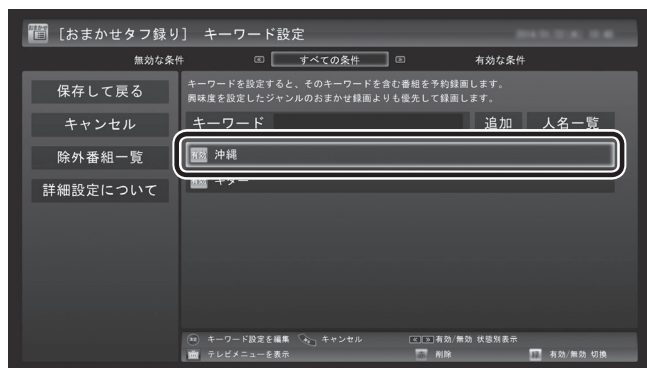 [おまかせタフ録り] キーワード設定
無効な条件 すべての条件 有効な条件
保存して戻る
キャンセル
除外番組一覧
詳細設定について
キーワードを設定すると、そのキーワードを含む番組を予約録画します。
興味度を設定したジャンルのおまかせ録画よりも優先して録画します。
キーワード 追加 人名一覧
有効 沖縄
有効 ギター
キーワード設定を編集 キャンセル 有効/無効 状態別表示
テレビメニューを表示 削除 有効/無効 切換